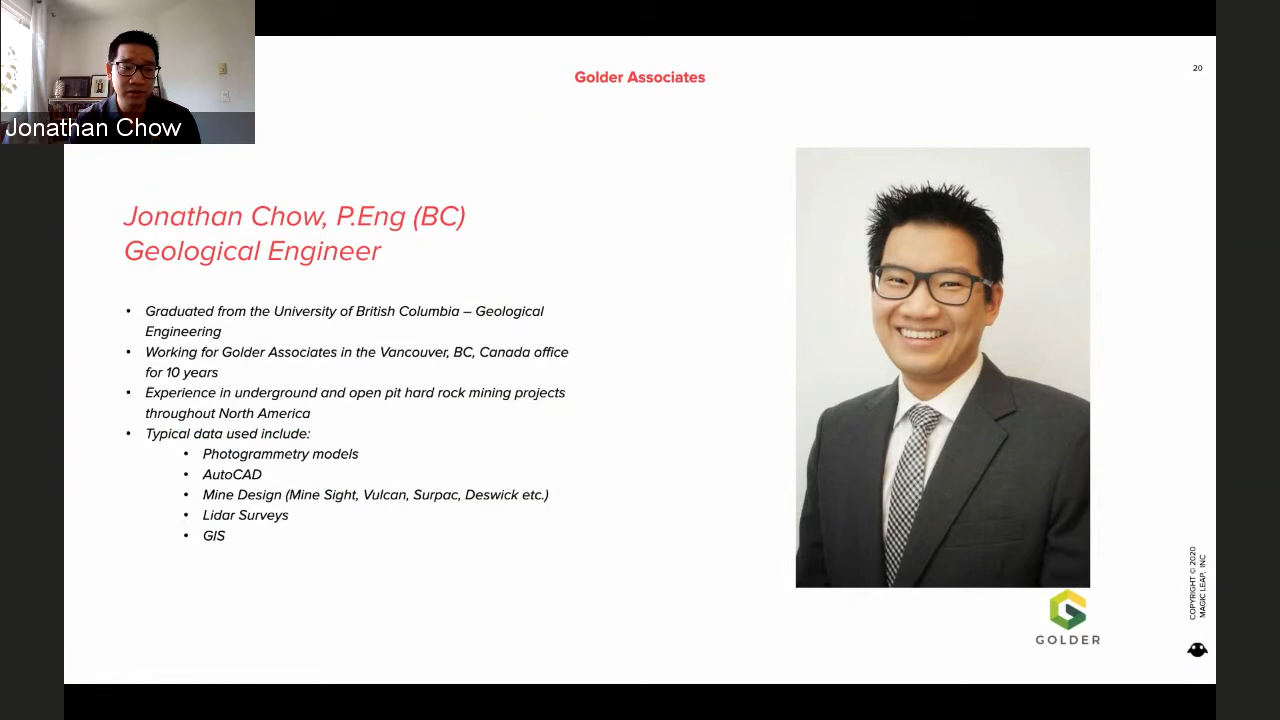 Jonathan Chow
Golder Associates
20
Jonathan Chow, P.Eng (BC)
Geological Engineer
• Graduated from the University of British Columbia – Geological
Engineering
• Working for Golder Associates in the Vancouver, BC, Canada office
for 10 years
• Experience in underground and open pit hard rock mining projects
throughout North America
• Typical data used include:
• Photogrammetry models
• AutoCAD
• Mine Design (Mine Sight, Vulcan, Surpac, Deswick etc.)
• Lidar Surveys
• GIS
GOLDER
COPYRIGHT © 2020
MAGIC LEAP, INC